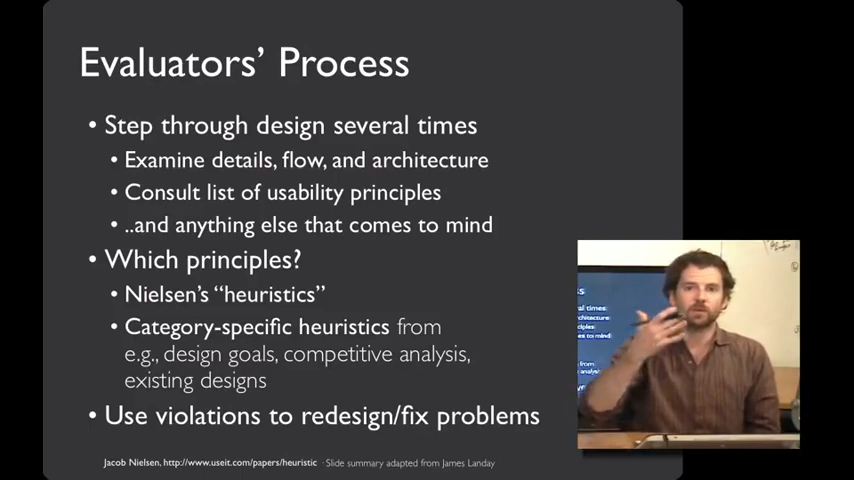 Evaluators' Process
• Step through design several times
• Examine details, flow, and architecture
• Consult list of usability principles
• ..and anything else that comes to mind
• Which principles?
• Nielsen's “heuristics”
• Category-specific heuristics from
e.g., design goals, competitive analysis,
existing designs
• Use violations to redesign/fix problems
Jacob Nielsen, http://www.useit.com/papers/heuristic · Slide summary adapted from James Landay